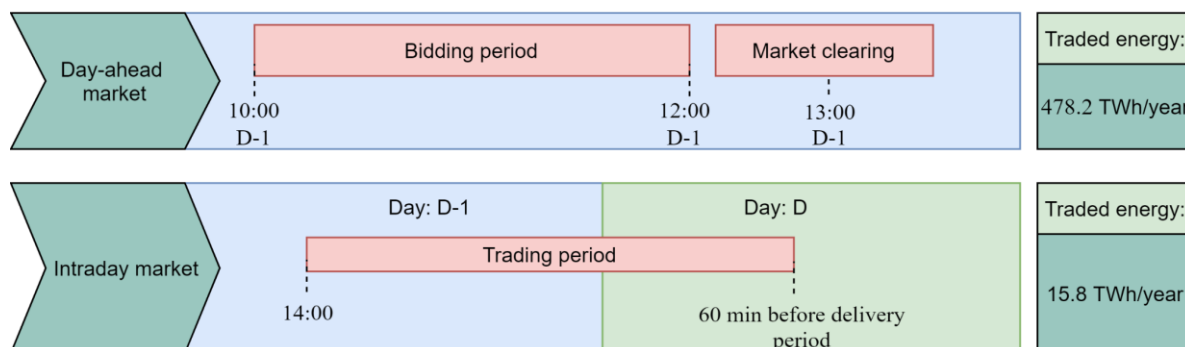 Day-ahead
market
Bidding period
Market clearing
10:00
D-1
12:00
D-1
13:00
D-1
Traded energy:
478.2 TWh/year
Intraday market
Day: D-1
Day: D
Trading period
14:00
60 min before delivery
period
Traded energy:
15.8 TWh/year